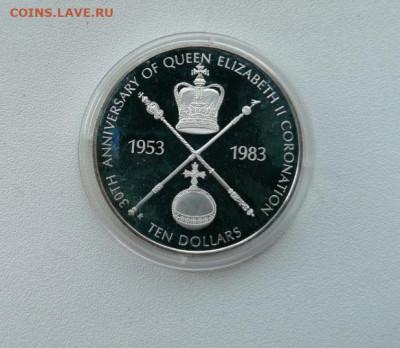 COINS.LAVE.RU
30TH ANNIVERSARY OF QUEEN ELIZABETH II CORONATION
1953 1983
TEN DOLLARS